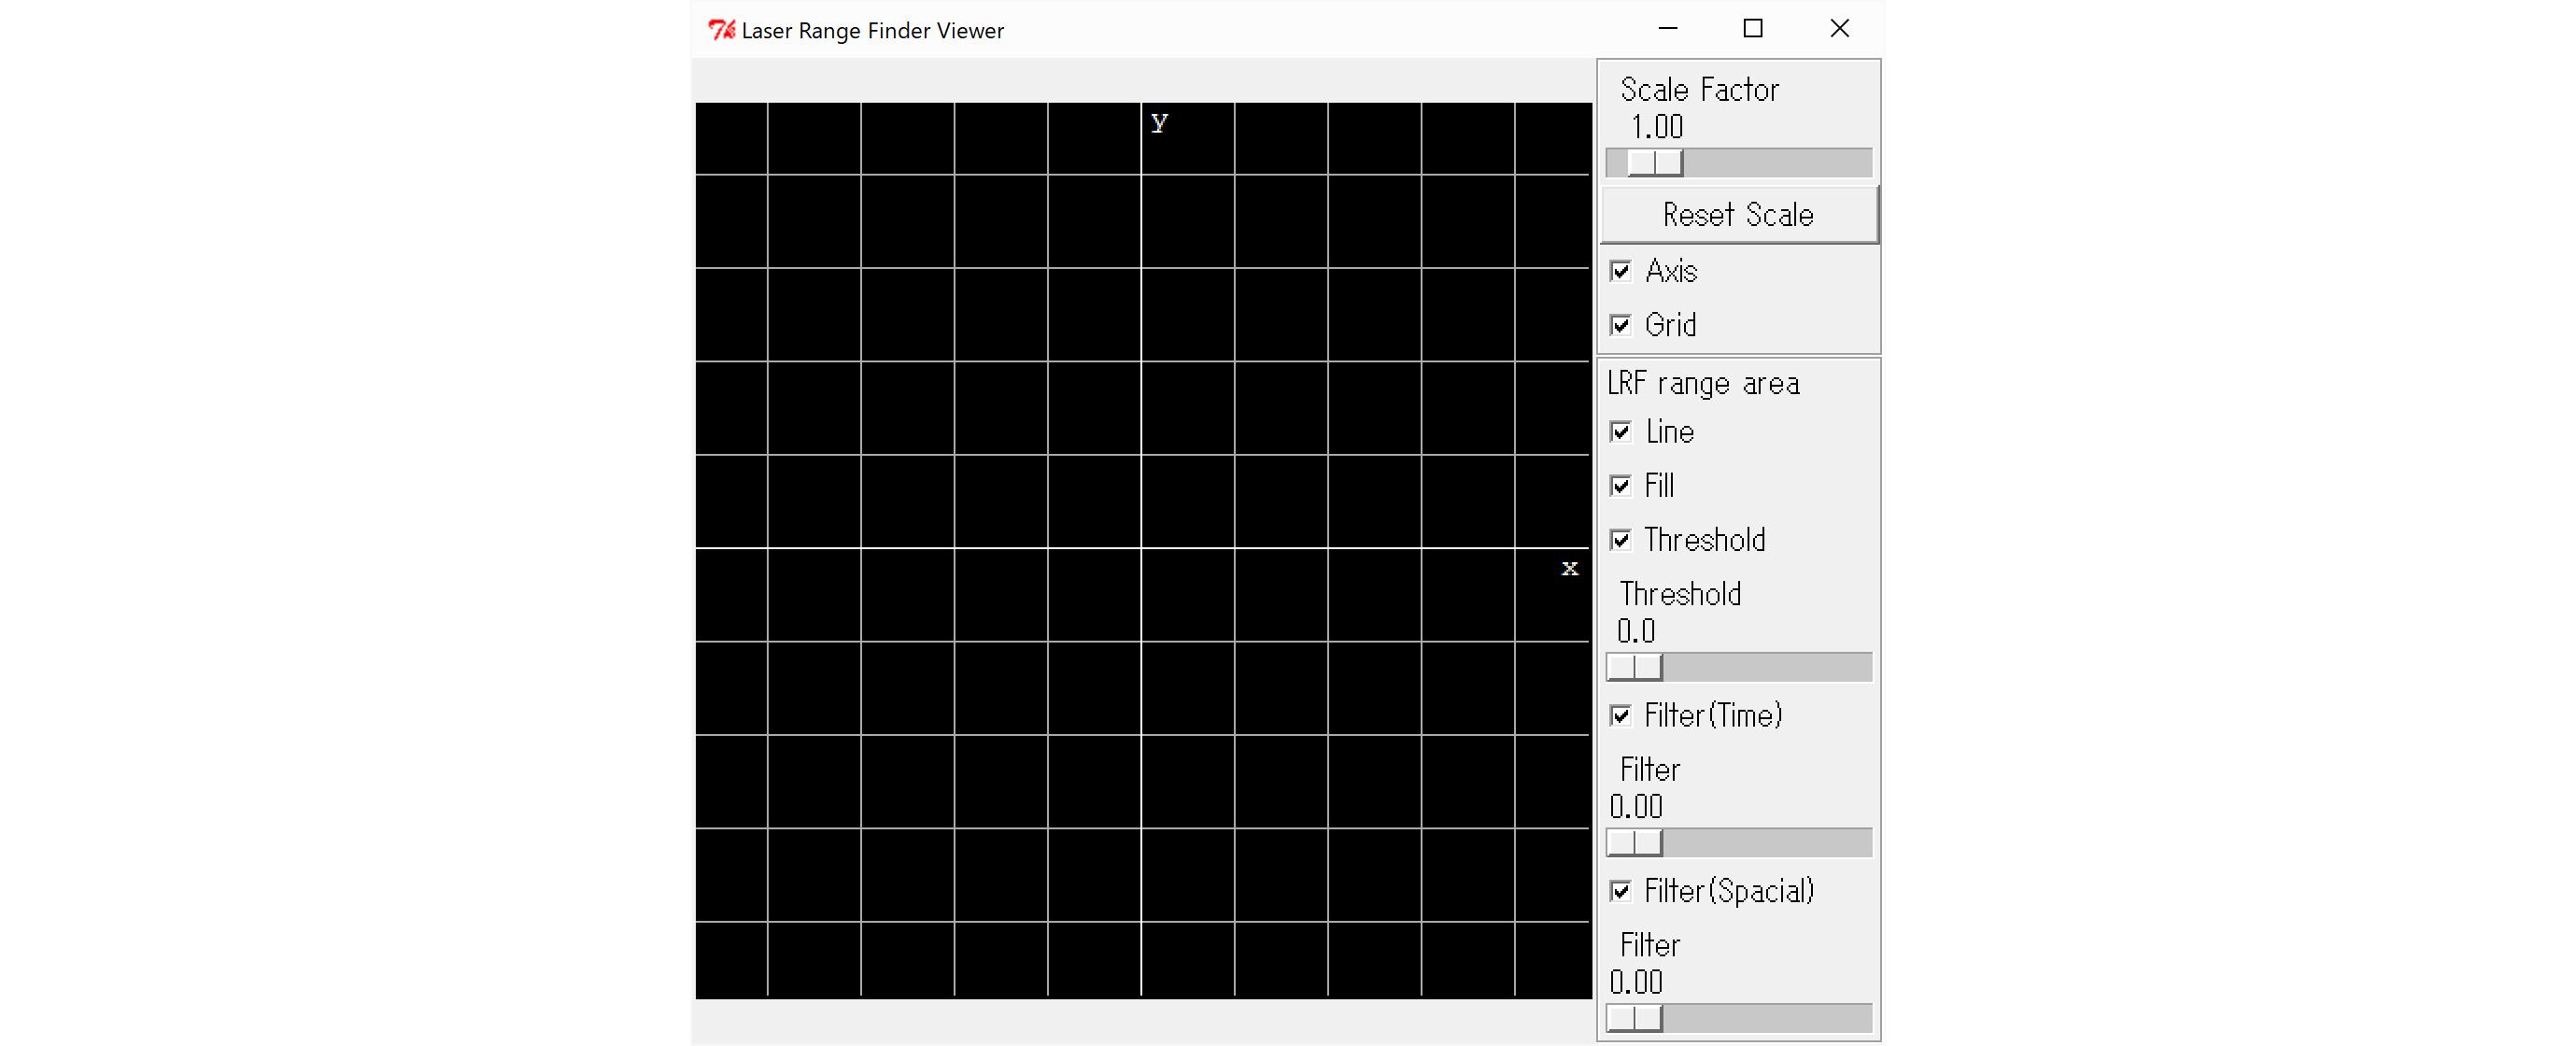 Laser Range Finder Viewer
y
x
Scale Factor
1.00
Reset Scale
Axis
Grid
LRF range area
Line
Fill
Threshold
Threshold
0.0
Filter(Time)
Filter
0.00
Filter(Spacial)
Filter
0.00